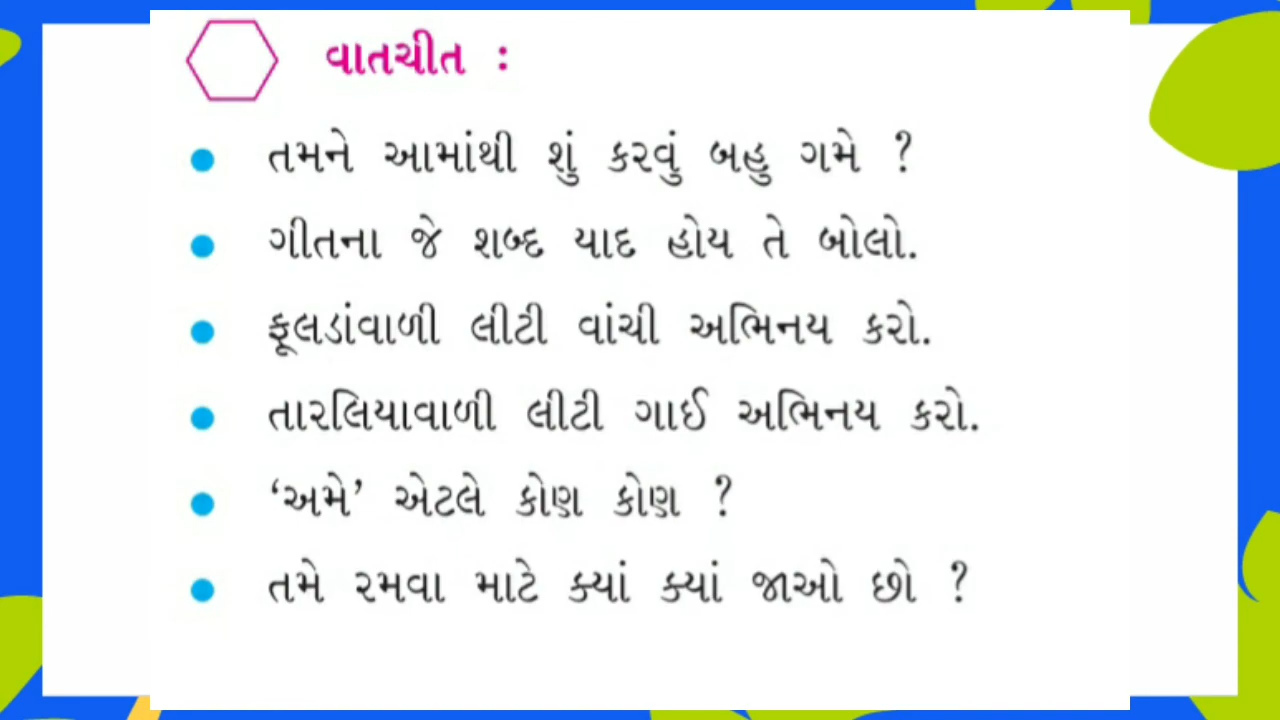 વાતચીત :
• તમને આમાંથી શું કરવું બહુ ગમે ?
• ગીતના જે શબ્દ યાદ હોય તે બોલો.
• ફૂલડાંવાળી લીટી વાંચી અભિનય કરો.
• તારલિયાવાળી લીટી ગાઈ અભિનય કરો.
• ‘અમે’ એટલે કોણ કોણ ?
• તમે રમવા માટે ક્યાં ક્યાં જાઓ છો ?